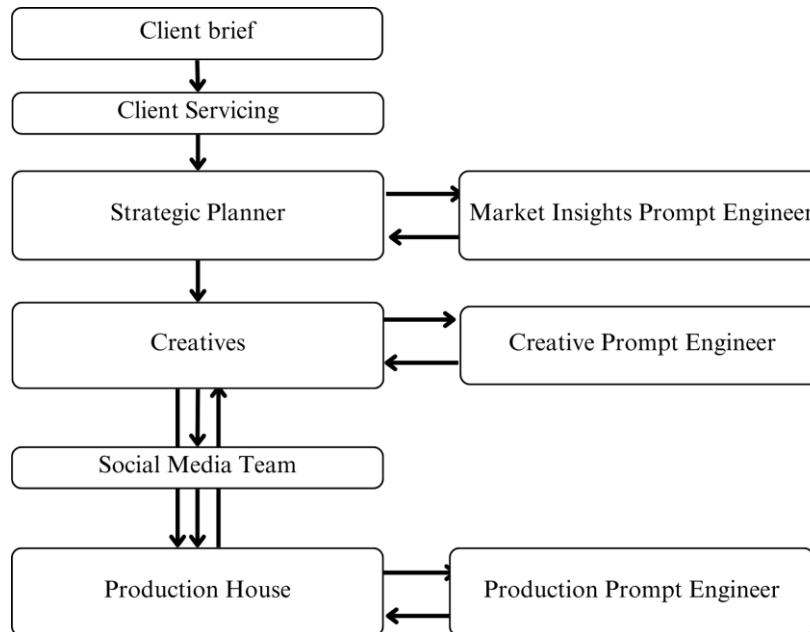 Client brief
Client Servicing
Strategic Planner
Market Insights Prompt Engineer
Creatives
Creative Prompt Engineer
Social Media Team
Production House
Production Prompt Engineer